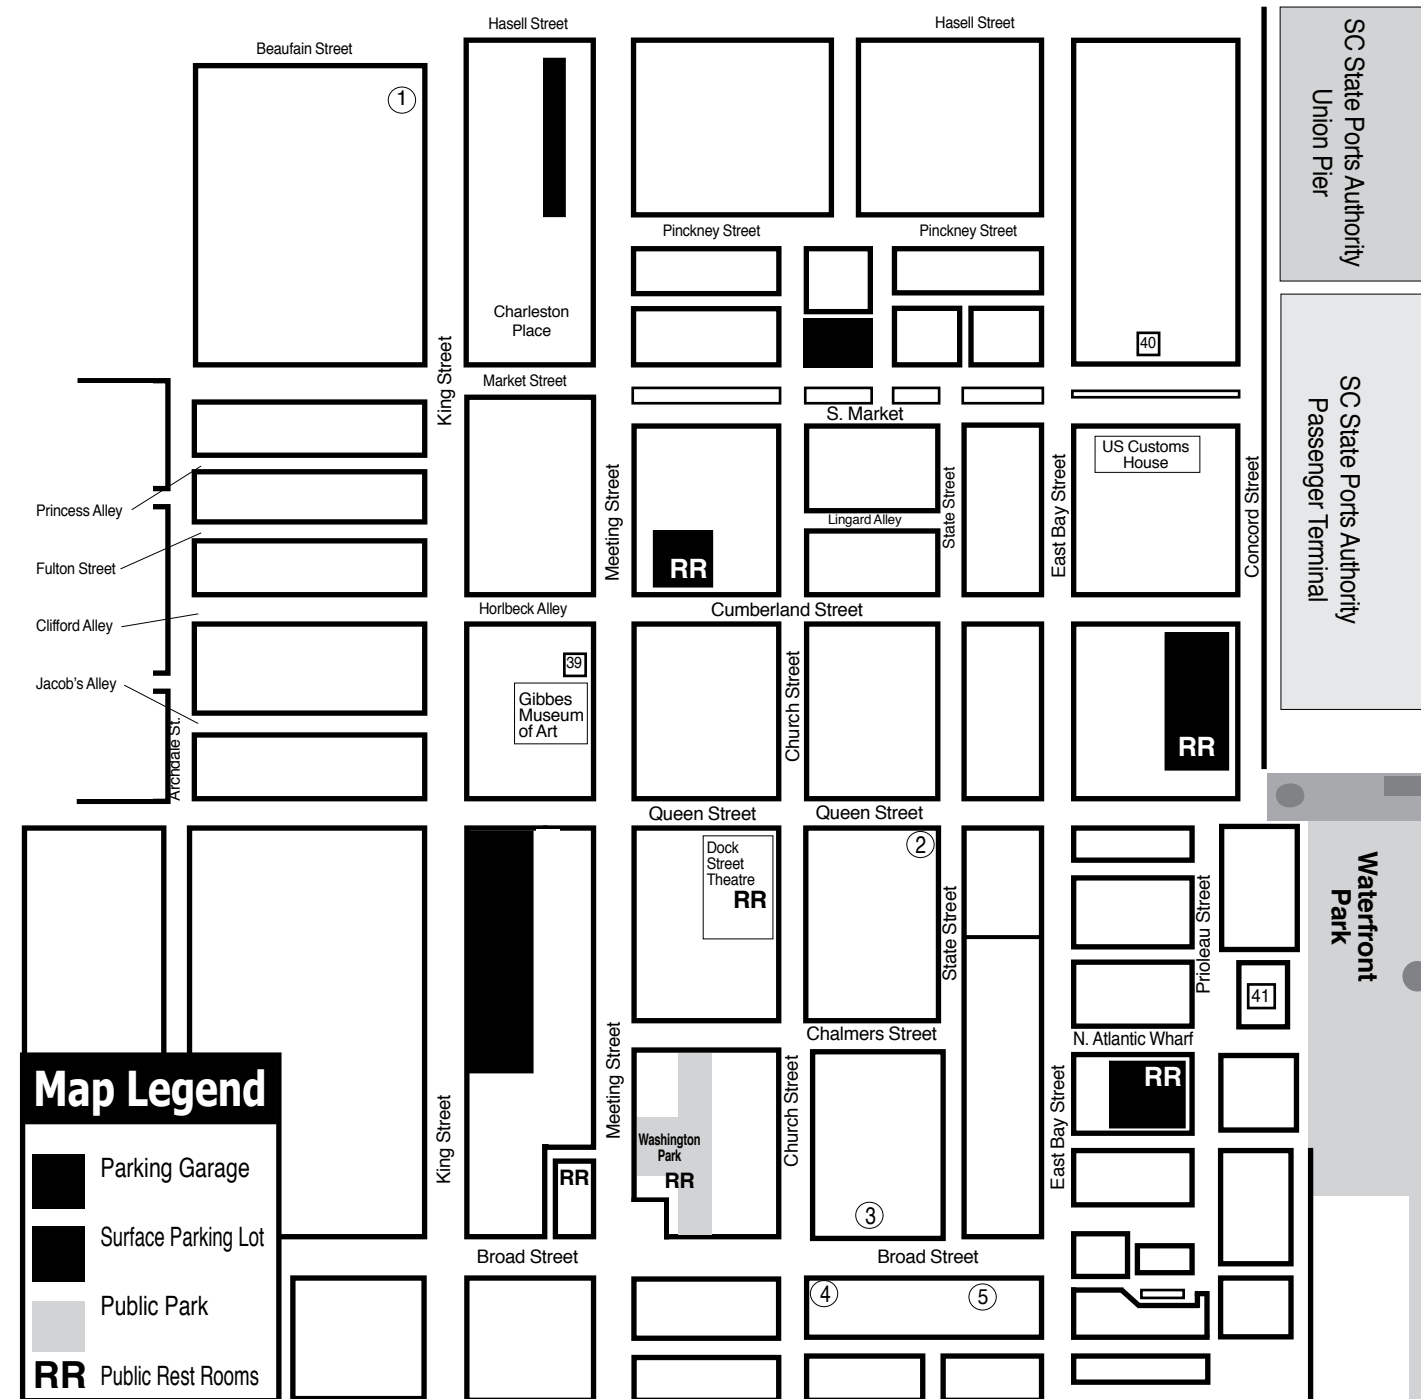 Hasell Street
Hasell Street
Beaufain Street
1
SC State Ports Authority
Union Pier
Pinckney Street
Pinckney Street
Charleston
Place
40
King Street
Market Street
S. Market
SC State Ports Authority
Passenger Terminal
US Customs
House
Meeting Street
State Street
East Bay Street
Concord Street
Princess Alley
Lingard Alley
RR
Fulton Street
Horlbeck Alley
Cumberland Street
Clifford Alley
39
Jacob's Alley
Gibbes
Museum
of Art
Church Street
RR
Archdale St.
Queen Street
Queen Street
2
Dock
Street
Theatre
RR
Waterfront
Park
State Street
Prioleau Street
41
Chalmers Street
N. Atlantic Wharf
Meeting Street
Church Street
East Bay Street
RR
King Street
Washington
Park
RR
RR
3
Broad Street
Broad Street
4
5
Map Legend
Parking Garage
Surface Parking Lot
Public Park
RR Public Rest Rooms